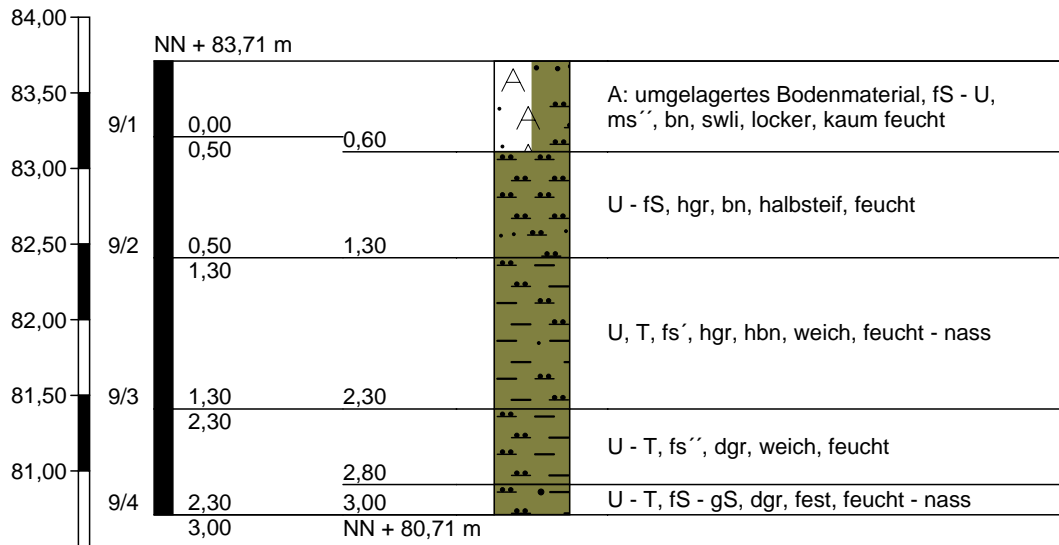 84,00
NN + 83,71 m
83,50
A: umgelagertes Bodenmaterial, fS - U,
ms´´, bn, swli, locker, kaum feucht
9/1
0,00
0,50
0,60
A
A
83,00
U - fS, hgr, bn, halbsteif, feucht
82,50
9/2
0,50
1,30
1,30
82,00
U, T, fs´, hgr, hbn, weich, feucht - nass
81,50
9/3
1,30
2,30
2,30
U - T, fs´´, dgr, weich, feucht
81,00
2,80
9/4
2,30
3,00
3,00
U - T, fS - gS, dgr, fest, feucht - nass
NN + 80,71 m